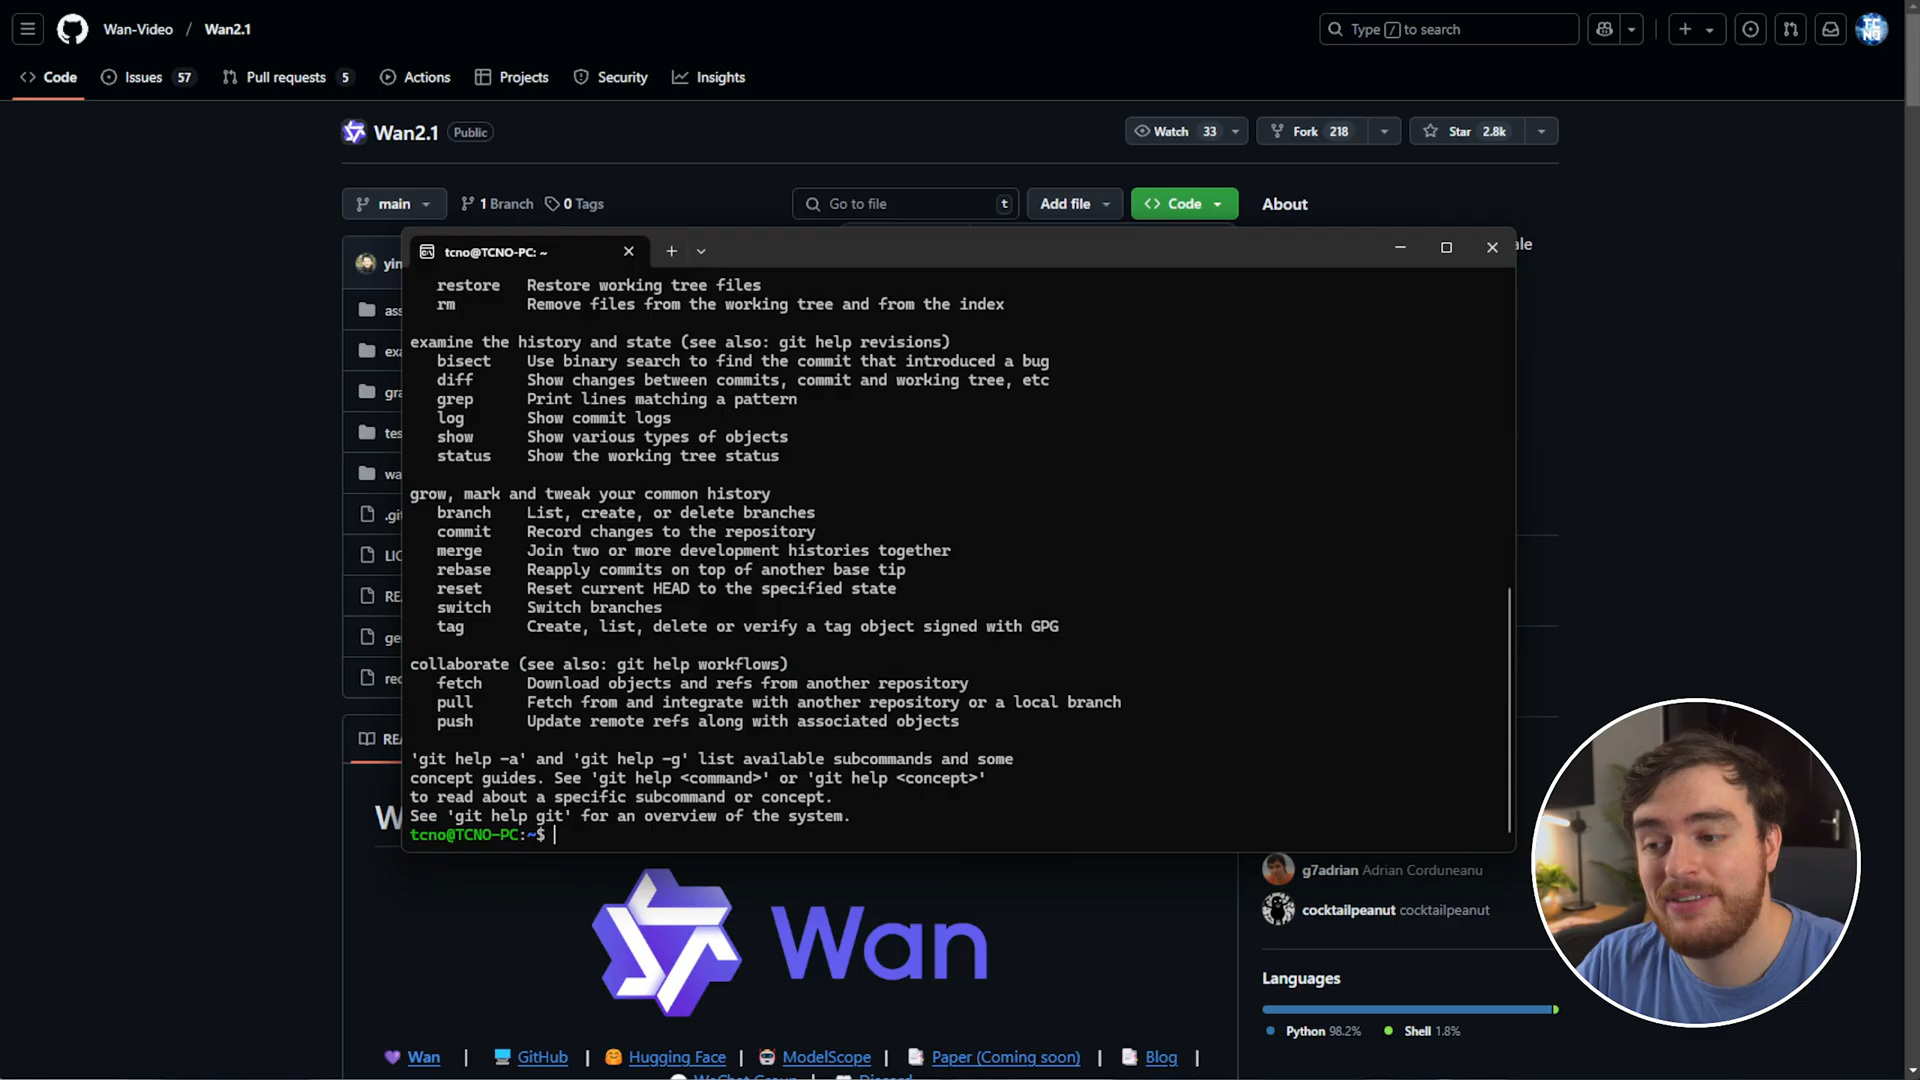 Wan-Video / Wan2.1
Type / to search
Code
Issues 57
Pull requests 5
Actions
Projects
Security
Insights
Wan2.1 Public
Watch 33
Fork 218
Star 2.8k
main
1 Branch
0 Tags
Go to file t
Add file
Code
About
tcno@TCNO-PC: ~
yin
ass
exa
gra
tes
wa
.gi
LIC
RE
ge
rec
REA
W
ale
restore Restore working tree files
rm Remove files from the working tree and from the index
examine the history and state (see also: git help revisions)
bisect Use binary search to find the commit that introduced a bug
diff Show changes between commits, commit and working tree, etc
grep Print lines matching a pattern
log Show commit logs
show Show various types of objects
status Show the working tree status
grow, mark and tweak your common history
branch List, create, or delete branches
commit Record changes to the repository
merge Join two or more development histories together
rebase Reapply commits on top of another base tip
reset Reset current HEAD to the specified state
switch Switch branches
tag Create, list, delete or verify a tag object signed with GPG
collaborate (see also: git help workflows)
fetch Download objects and refs from another repository
pull Fetch from and integrate with another repository or a local branch
push Update remote refs along with associated objects
'git help -a' and 'git help -g' list available subcommands and some
concept guides. See 'git help <command>' or 'git help <concept>'
to read about a specific subcommand or concept.
See 'git help git' for an overview of the system.
tcno@TCNO-PC:~$
g7adrian Adrian Corduneanu
cocktailpeanut cocktailpeanut
Languages
Python 98.2% Shell 1.8%
Wan
Wan | GitHub | Hugging Face | ModelScope | Paper (Coming soon) | Blog |